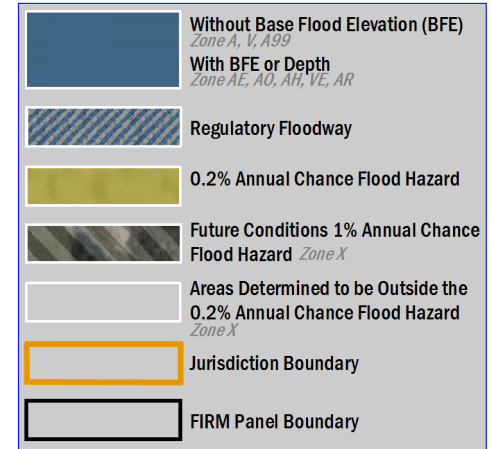 Without Base Flood Elevation (BFE)
Zone A, V, A99
With BFE or Depth
Zone AE, AO, AH, VE, AR
Regulatory Floodway
0.2% Annual Chance Flood Hazard
Future Conditions 1% Annual Chance
Flood Hazard Zone X
Areas Determined to be Outside the
0.2% Annual Chance Flood Hazard
Zone X
Jurisdiction Boundary
FIRM Panel Boundary